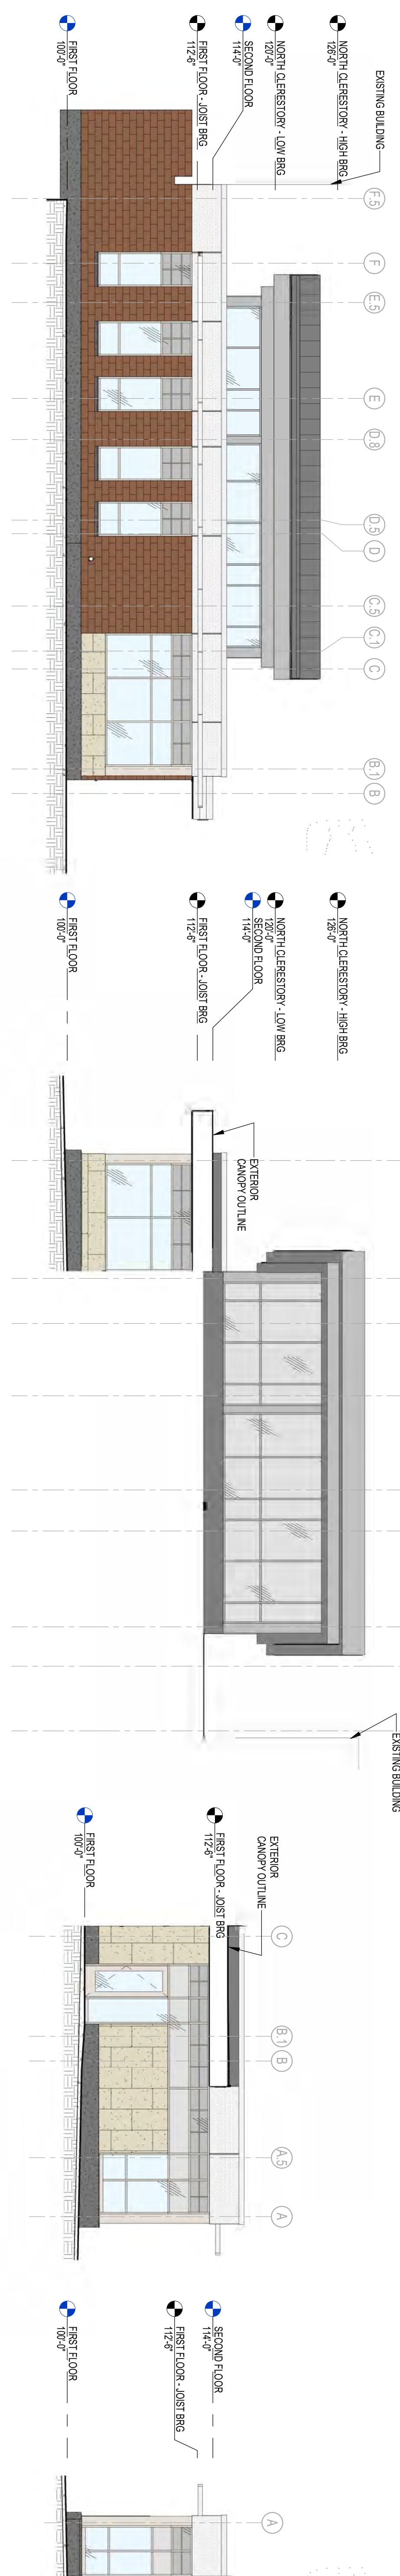 EXISTING BUILDING
NORTH CLERESTORY - HIGH BRG
126'-0"
NORTH CLERESTORY - LOW BRG
120'-0"
SECOND FLOOR
114'-0"
FIRST FLOOR - JOIST BRG
112'-6"
FIRST FLOOR
100'-0"
F.5
F
E.5
E
D.8
D.5
D
C.5
C.1
C
B.1
B
NORTH CLERESTORY - HIGH BRG
126'-0"
NORTH CLERESTORY - LOW BRG
120'-0"
SECOND FLOOR
114'-0"
FIRST FLOOR - JOIST BRG
112'-6"
FIRST FLOOR
100'-0"
EXTERIOR
CANOPY OUTLINE
EXISTING BUILDING
EXTERIOR
CANOPY OUTLINE
FIRST FLOOR - JOIST BRG
112'-6"
FIRST FLOOR
100'-0"
C
B.1
B
A.5
A
SECOND FLOOR
114'-0"
FIRST FLOOR - JOIST BRG
112'-6"
FIRST FLOOR
100'-0"
A